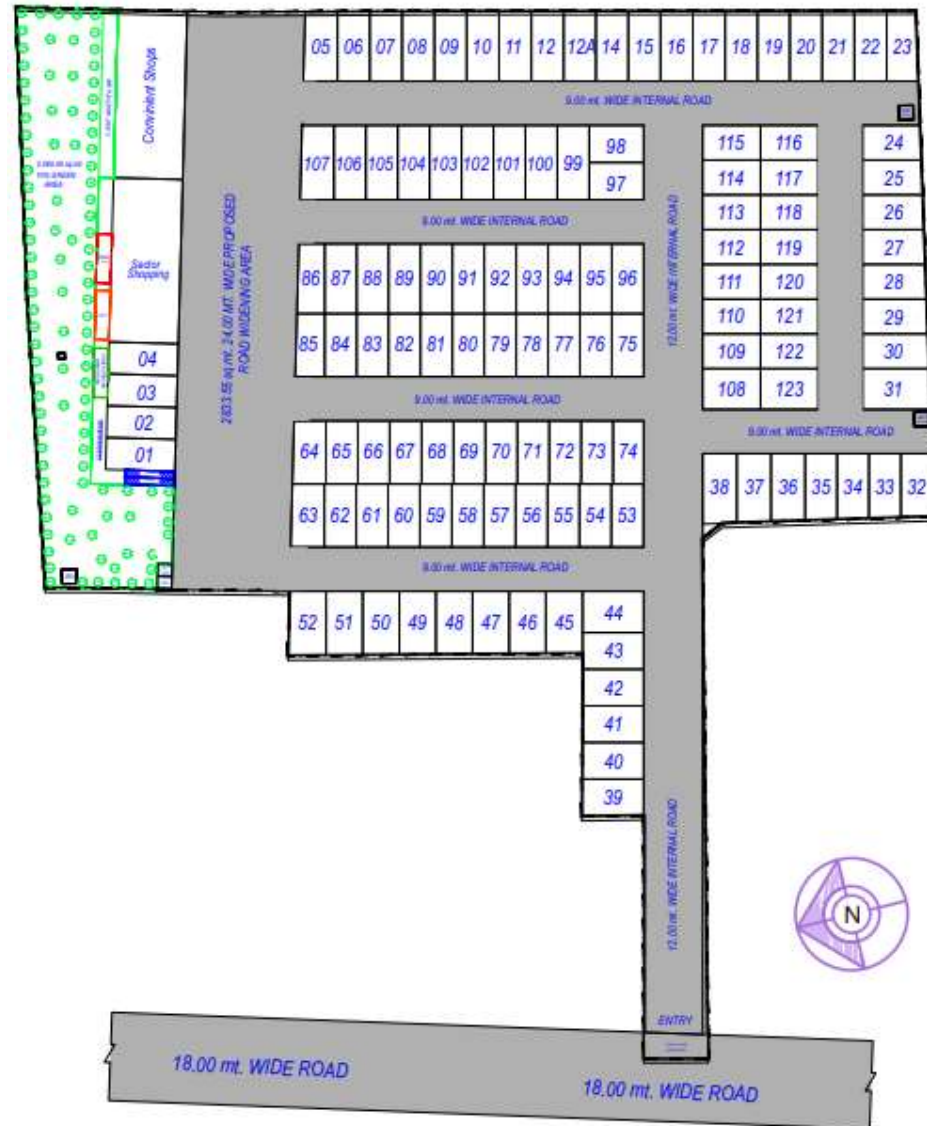 05 06 07 08 09 10 11 12 12A 14 15 16 17 18 19 20 21 22 23
Convinient Shops
9.00 mt. WIDE INTERNAL ROAD
107 106 105 104 103 102 101 100 99
98
97
115 116
114 117
113 118
112 119
111 120
110 121
109 122
108 123
24
25
26
27
28
29
30
31
9.00 mt. WIDE INTERNAL ROAD
12.00 mt. WIDE INTERNAL ROAD
Sector
Shopping
24.00 MT. WIDE PROPOSED
ROAD WIDENING AREA
86 87 88 89 90 91 92 93 94 95 96
85 84 83 82 81 80 79 78 77 76 75
04
03
02
01
9.00 mt. WIDE INTERNAL ROAD
9.00 mt. WIDE INTERNAL ROAD
64 65 66 67 68 69 70 71 72 73 74
63 62 61 60 59 58 57 56 55 54 53
38 37 36 35 34 33 32
9.00 mt. WIDE INTERNAL ROAD
52 51 50 49 48 47 46 45
44
43
42
41
40
39
12.00 mt. WIDE INTERNAL ROAD
N
ENTRY
18.00 mt. WIDE ROAD
18.00 mt. WIDE ROAD